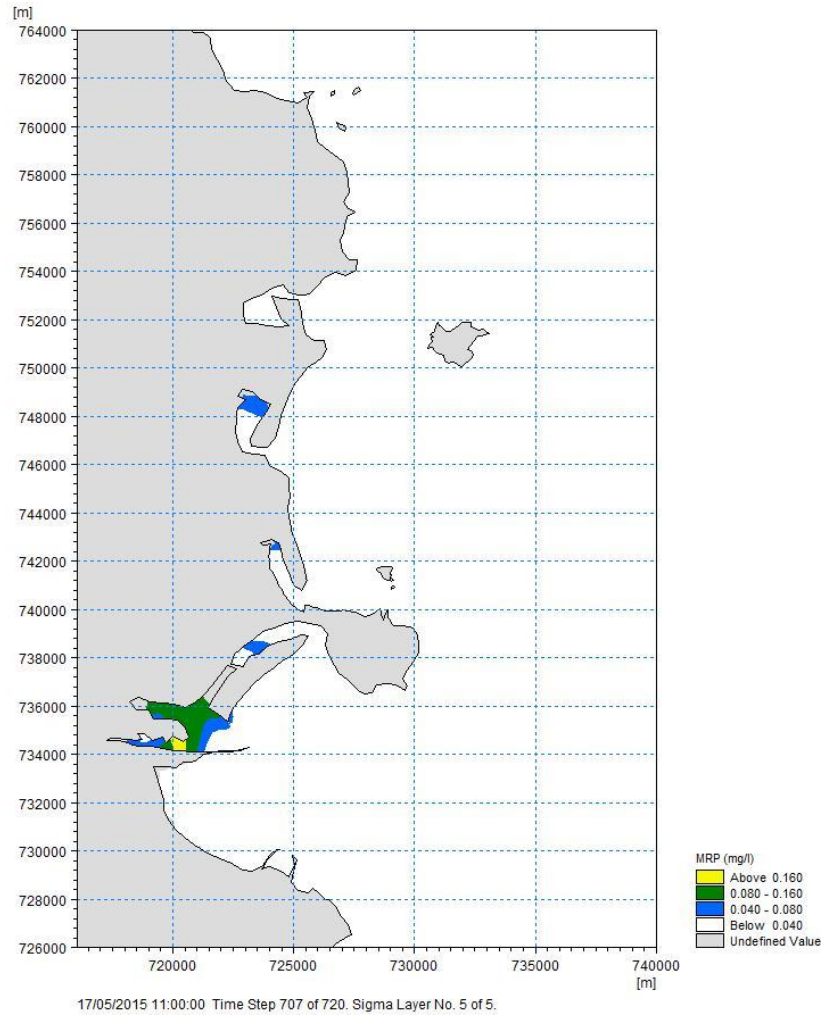 [m]
764000
762000
760000
758000
756000
754000
752000
750000
748000
746000
744000
742000
740000
738000
736000
734000
732000
730000
728000
726000
720000 725000 730000 735000 740000
[m]
MRP (mg/l)
Above 0.160
0.080 - 0.160
0.040 - 0.080
Below 0.040
Undefined Value
17/05/2015 11:00:00 Time Step 707 of 720. Sigma Layer No. 5 of 5.